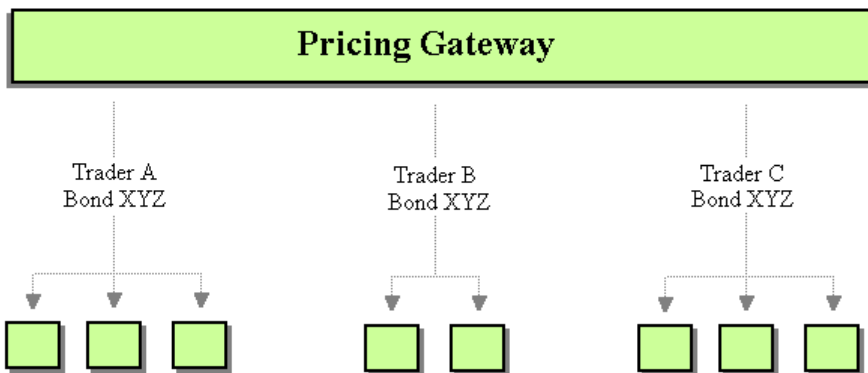 Pricing Gateway
Trader A
Bond XYZ
Trader B
Bond XYZ
Trader C
Bond XYZ